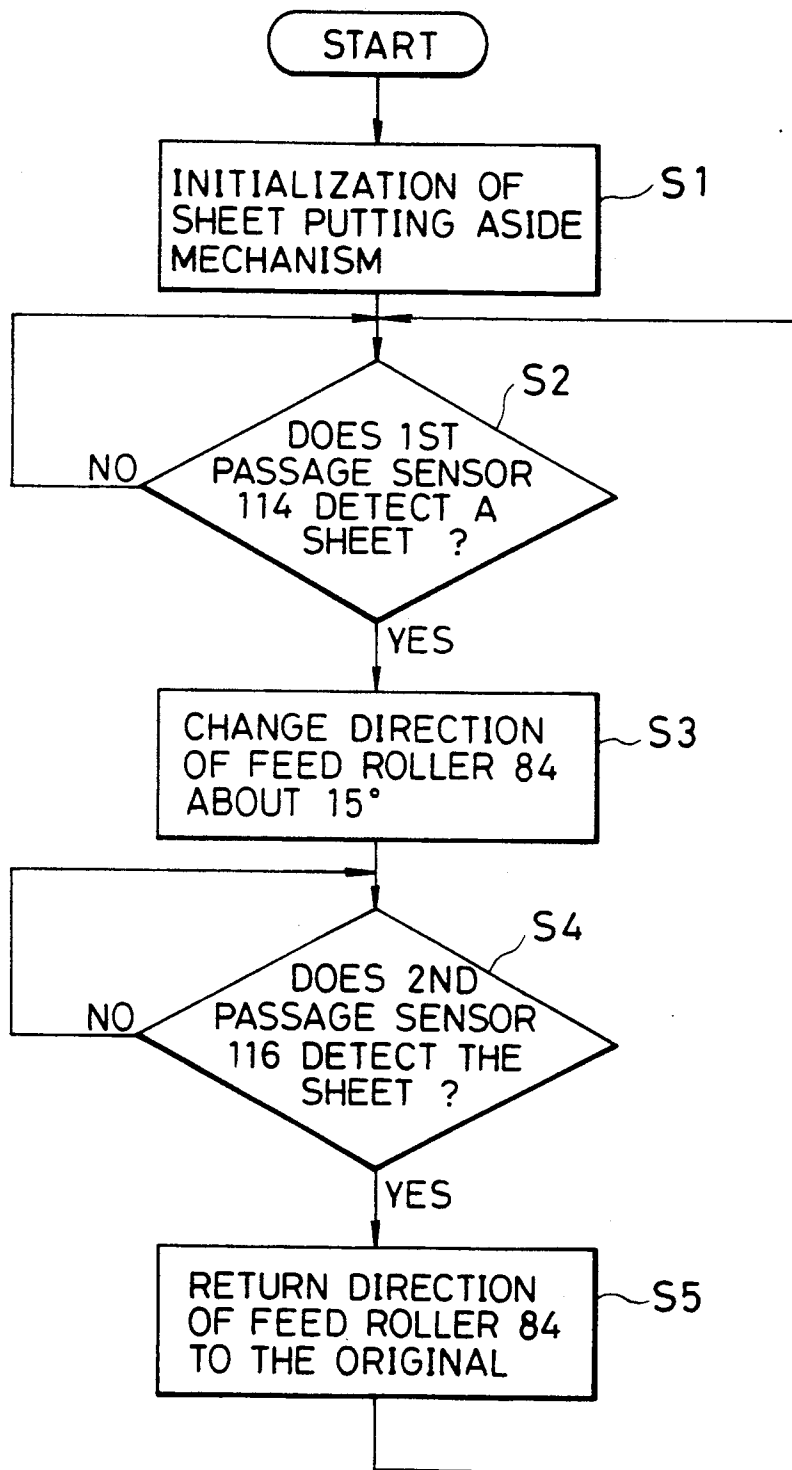 START
INITIALIZATION OF
SHEET PUTTING ASIDE
MECHANISM
S1
S2
DOES 1ST
PASSAGE SENSOR
114 DETECT A
SHEET ?
NO
YES
CHANGE DIRECTION
OF FEED ROLLER 84
ABOUT 15°
S3
S4
DOES 2ND
PASSAGE SENSOR
116 DETECT THE
SHEET ?
NO
YES
RETURN DIRECTION
OF FEED ROLLER 84
TO THE ORIGINAL
S5